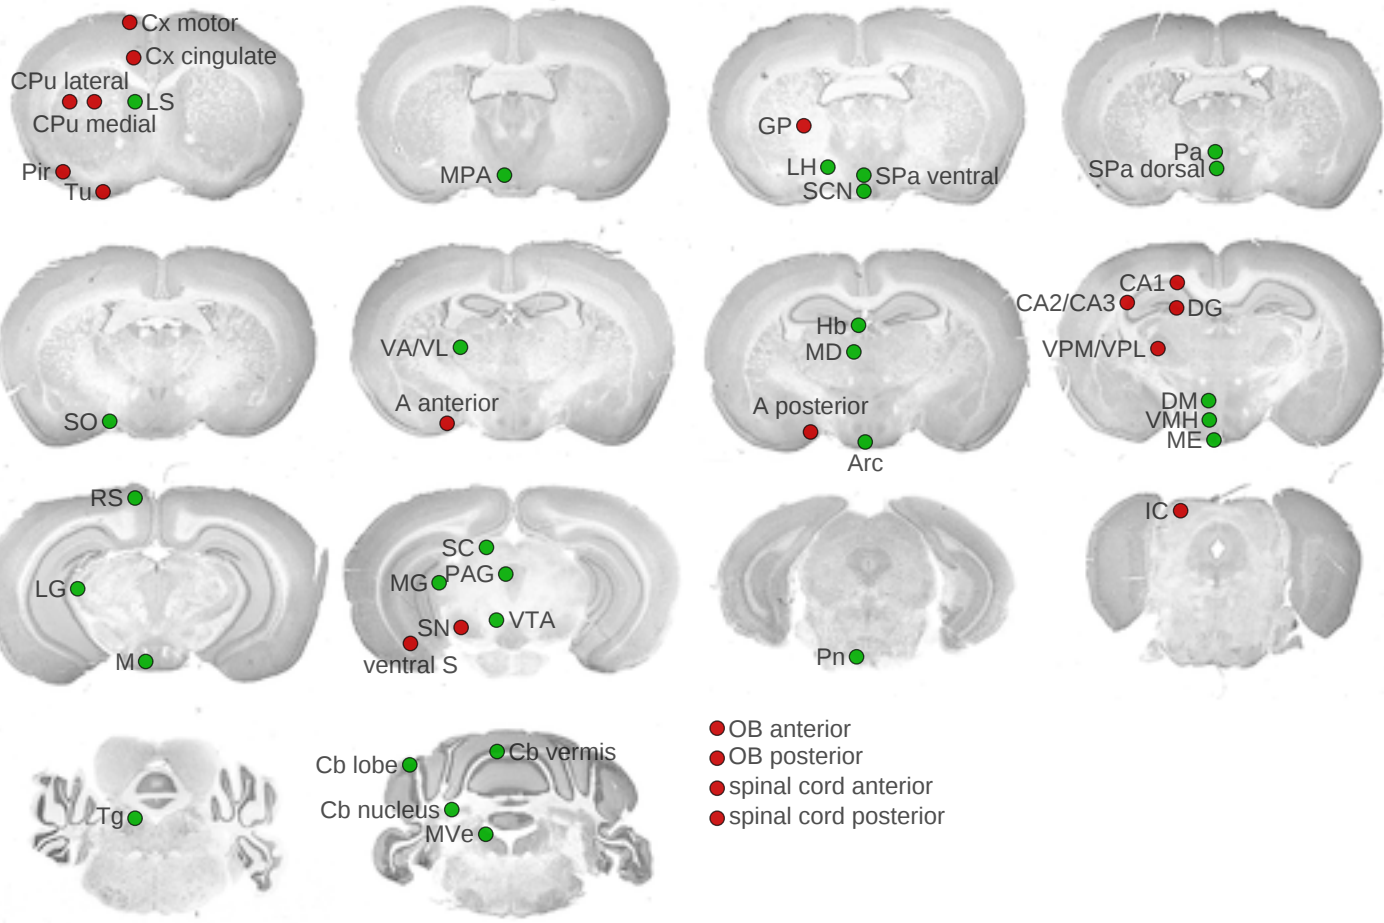 Cx motor
Cx cingulate
CPu lateral
LS
CPu medial
Pir
Tu
MPA
GP
LH
SPa ventral
SCN
Pa
SPa dorsal
SO
VA/VL
A anterior
Hb
MD
A posterior
Arc
CA1
CA2/CA3
DG
VPM/VPL
DM
VMH
ME
RS
LG
M
SC
MG
PAG
SN
VTA
ventral S
Pn
IC
Tg
Cb lobe
Cb vermis
Cb nucleus
MVe
OB anterior
OB posterior
spinal cord anterior
spinal cord posterior